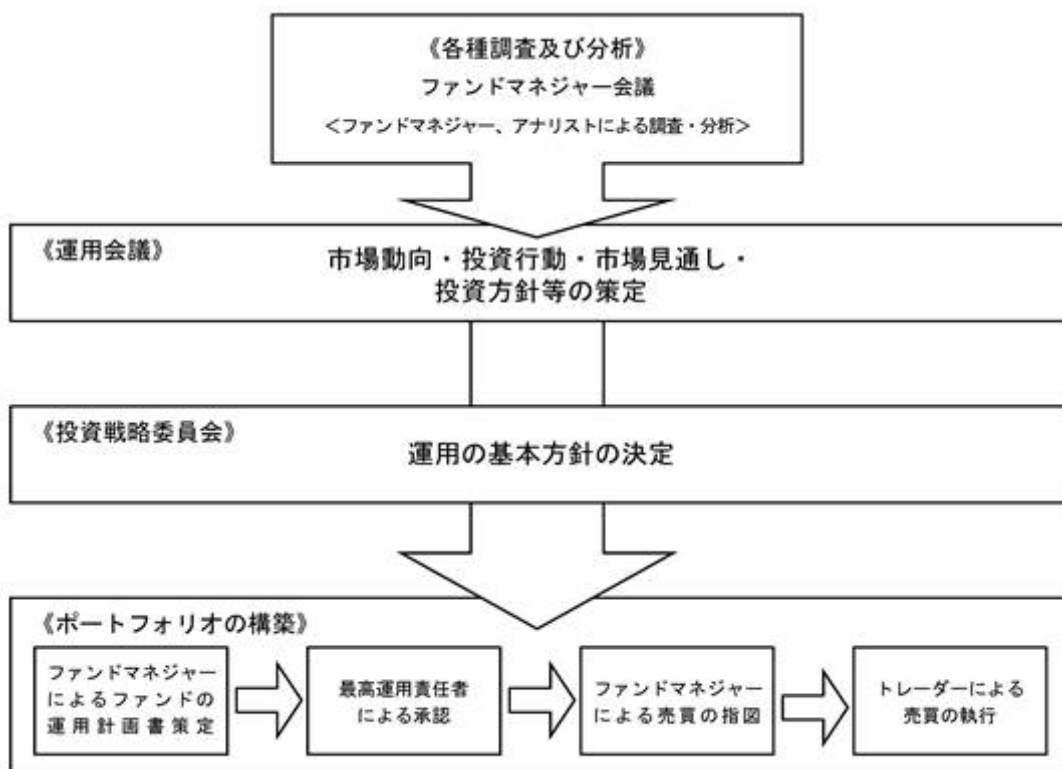 《各種調査及び分析》
ファンドマネジャー会議
＜ファンドマネジャー、アナリストによる調査・分析＞
《運用会議》
市場動向・投資行動・市場見通し・
投資方針等の策定
《投資戦略委員会》
運用の基本方針の決定
《ポートフォリオの構築》
ファンドマネジャー
によるファンドの
運用計画書策定
最高運用責任者
による承認
ファンドマネジャー
による売買の指図
トレーダーによる
売買の執行